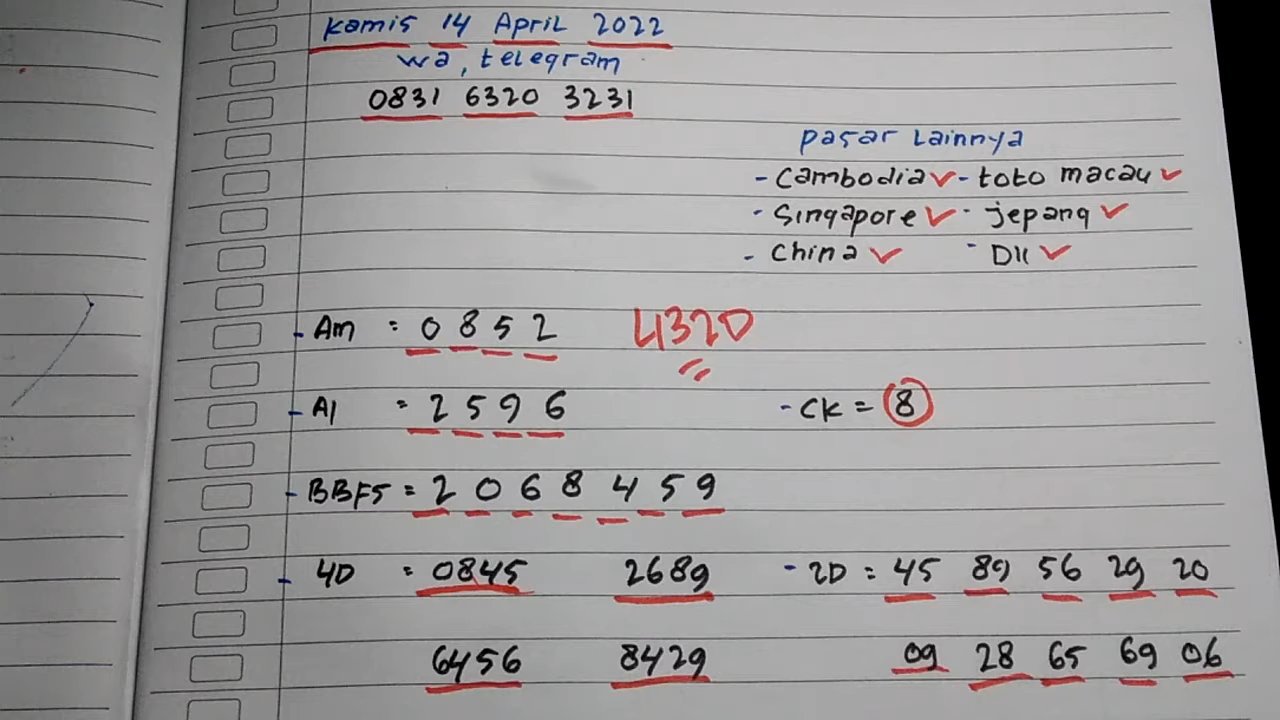 Kamis 14 April 2022
wa, telegram
0831 6320 3231
pasar lainnya
- Cambodia ✓ - toto macau ✓
- Singapore ✓ - jepang ✓
- China ✓ - Dll ✓
- Am = 0 8 5 2 4320
- AI = 2 5 9 6 - CK = 8
- BBFS = 2 0 6 8 4 5 9
- 4D = 0845 2689 - 2D = 45 89 56 29 20
6456 8429 09 28 65 69 06